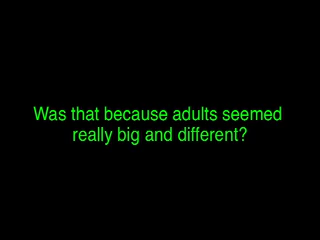 Was that because adults seemed
really big and different?